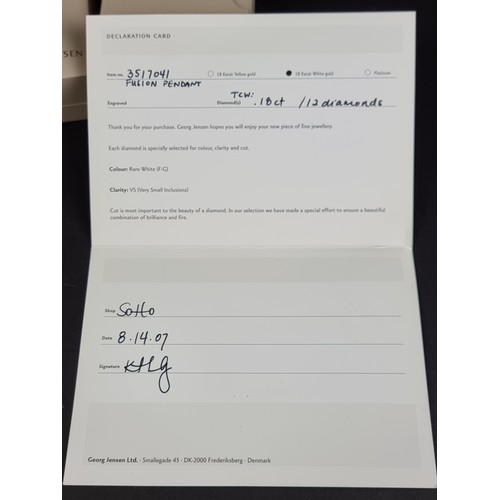 SEN
DECLARATION CARD
Item no. 3517041 18 Karat Yellow gold 18 Karat White gold Platinum
FUSION PENDANT
TCW:
Engraved Diamond(s) .18ct / 12 diamonds
Thank you for your purchase. Georg Jensen hopes you will enjoy your new piece of fine jewellery.
Each diamond is specially selected for colour, clarity and cut.
Colour: Rare White (F-G)
Clarity: VS (Very Small Inclusions)
Cut is most important to the beauty of a diamond. In our selection we have made a special effort to ensure a beautiful
combination of brilliance and fire.
Shop SoHo
Date 8.14.07
Signature
Georg Jensen Ltd. · Smallegade 45 · DK-2000 Frederiksberg · Denmark